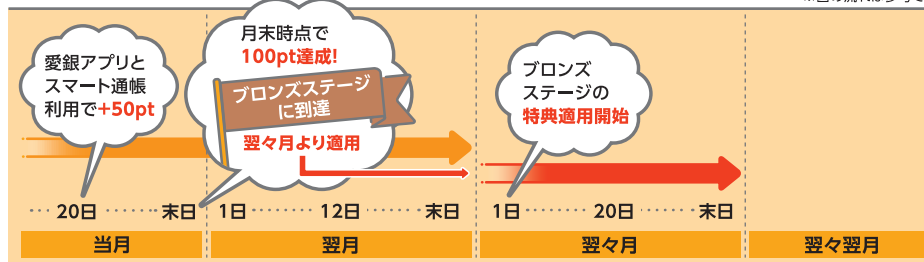 愛銀アプリと
スマート通帳
利用で+50pt
月末時点で
100pt達成!
ブロンズステージ
に到達
翌々月より適用
ブロンズ
ステージの
特典適用開始
20日 末日 1日 12日 末日 1日 20日 末日
当月 翌月 翌々月 翌々翌月